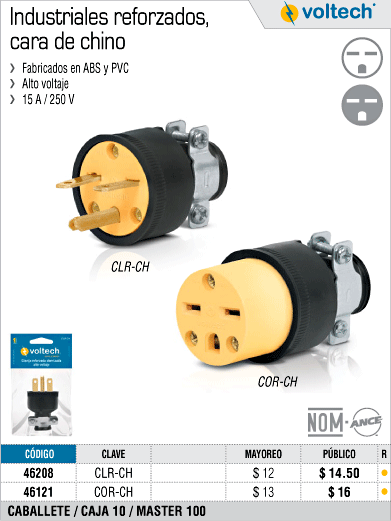 Industriales reforzados,
cara de chino
voltech®
› Fabricados en ABS y PVC
› Alto voltaje
› 15 A / 250 V
CLR-CH
COR-CH
voltech
NOM-ANCE
CÓDIGO CLAVE MAYOREO PÚBLICO R
46208 CLR-CH $ 12 $ 14.50
46121 COR-CH $ 13 $ 16
CABALLETE / CAJA 10 / MASTER 100